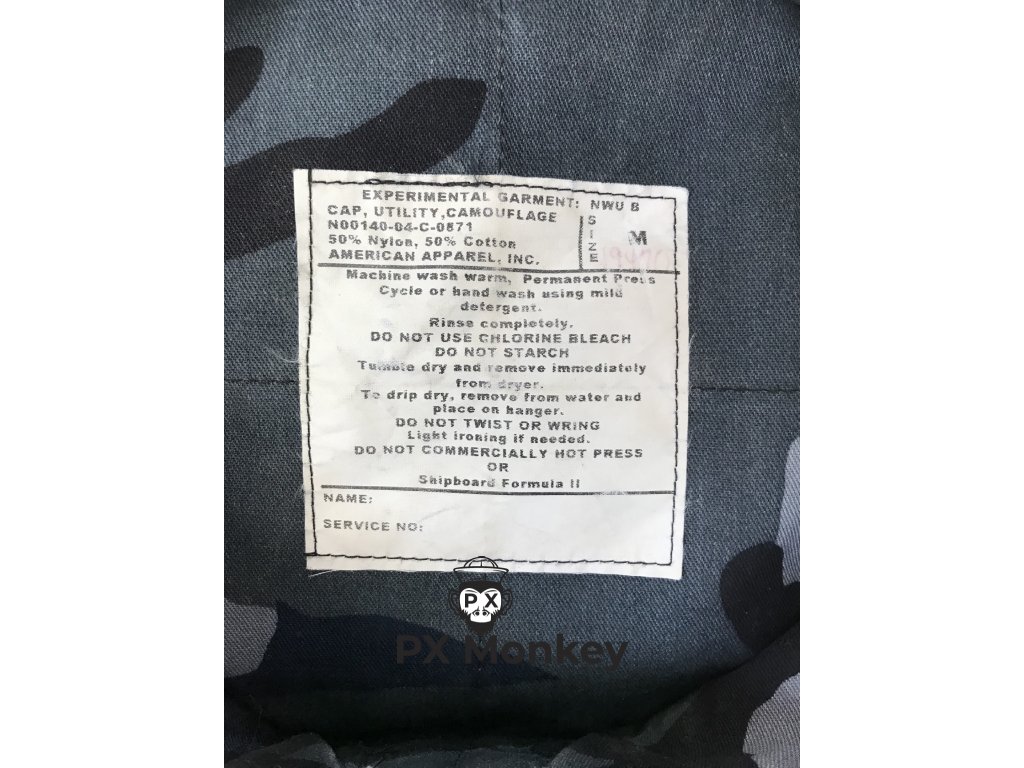 EXPERIMENTAL GARMENT: NWU B
CAP, UTILITY,CAMOUFLAGE
N00140-04-C-0871
50% Nylon, 50% Cotton
AMERICAN APPAREL, INC.
SIZE
M
Machine wash warm, Permanent Press
Cycle or hand wash using mild
detergent.
Rinse completely.
DO NOT USE CHLORINE BLEACH
DO NOT STARCH
Tumble dry and remove immediately
from dryer.
To drip dry, remove from water and
place on hanger.
DO NOT TWIST OR WRING
Light ironing if needed.
DO NOT COMMERCIALLY HOT PRESS
OR
Shipboard Formula II
NAME:
SERVICE NO:
PX
PX Monkey